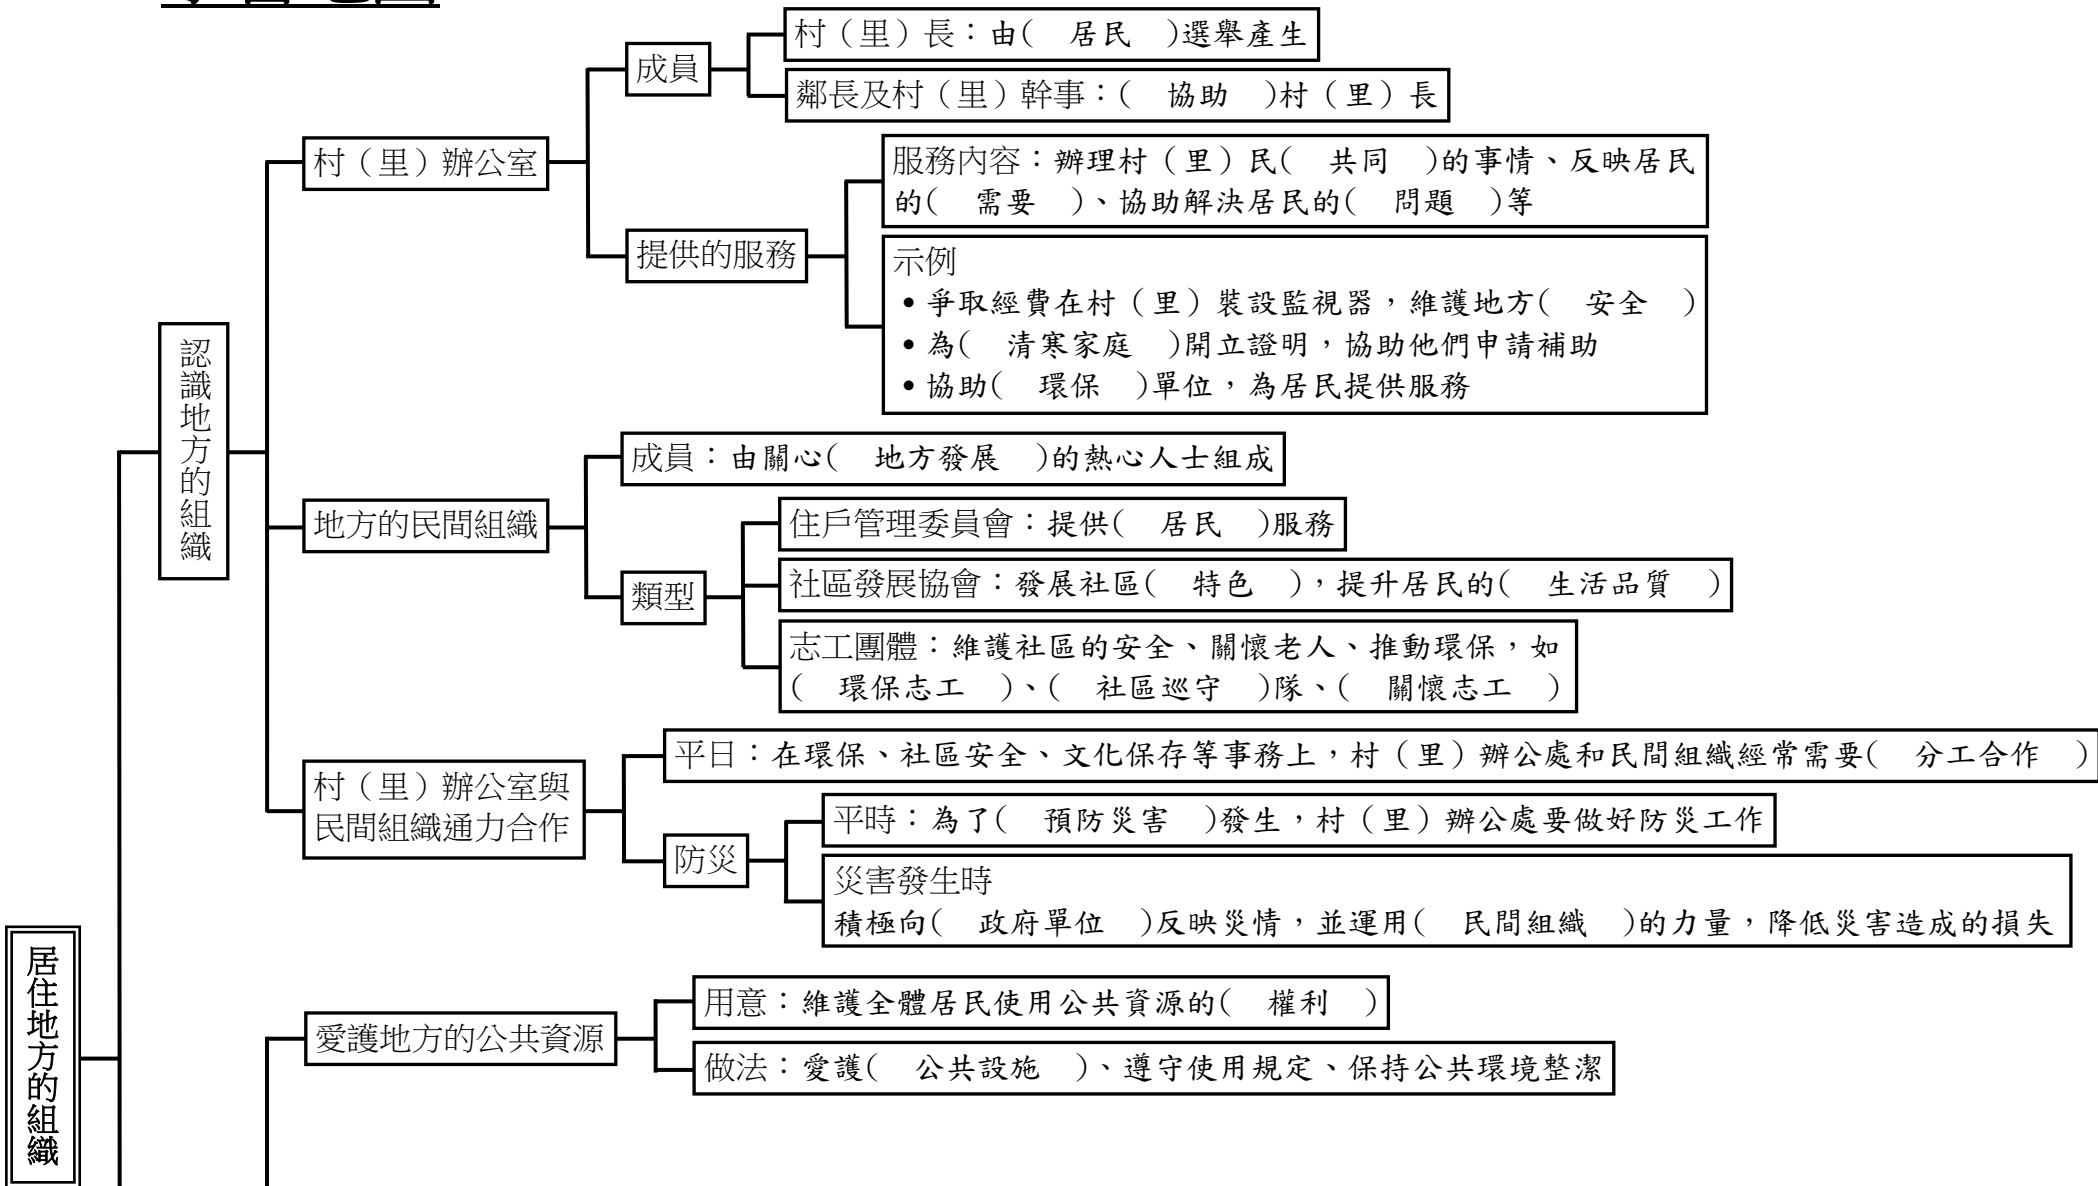 居住地方的組織
認識地方的組織
村（里）辦公室
成員
村（里）長：由(　居民　)選舉產生
鄰長及村（里）幹事：(　協助　)村（里）長
提供的服務
服務內容：辦理村（里）民(　共同　)的事情、反映居民
的(　需要　)、協助解決居民的(　問題　)等
示例
• 爭取經費在村（里）裝設監視器，維護地方(　安全　)
• 為(　清寒家庭　)開立證明，協助他們申請補助
• 協助(　環保　)單位，為居民提供服務
地方的民間組織
成員：由關心(　地方發展　)的熱心人士組成
類型
住戶管理委員會：提供(　居民　)服務
社區發展協會：發展社區(　特色　)，提升居民的(　生活品質　)
志工團體：維護社區的安全、關懷老人、推動環保，如
(　環保志工　)、(　社區巡守　)隊、(　關懷志工　)
村（里）辦公室與
民間組織通力合作
平日：在環保、社區安全、文化保存等事務上，村（里）辦公處和民間組織經常需要(　分工合作　)
防災
平時：為了(　預防災害　)發生，村（里）辦公處要做好防災工作
災害發生時
積極向(　政府單位　)反映災情，並運用(　民間組織　)的力量，降低災害造成的損失
愛護地方的公共資源
用意：維護全體居民使用公共資源的(　權利　)
做法：愛護(　公共設施　)、遵守使用規定、保持公共環境整潔